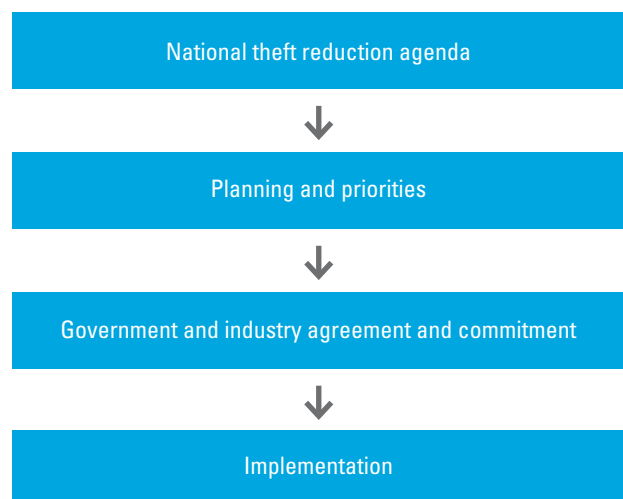 National theft reduction agenda
Planning and priorities
Government and industry agreement and commitment
Implementation